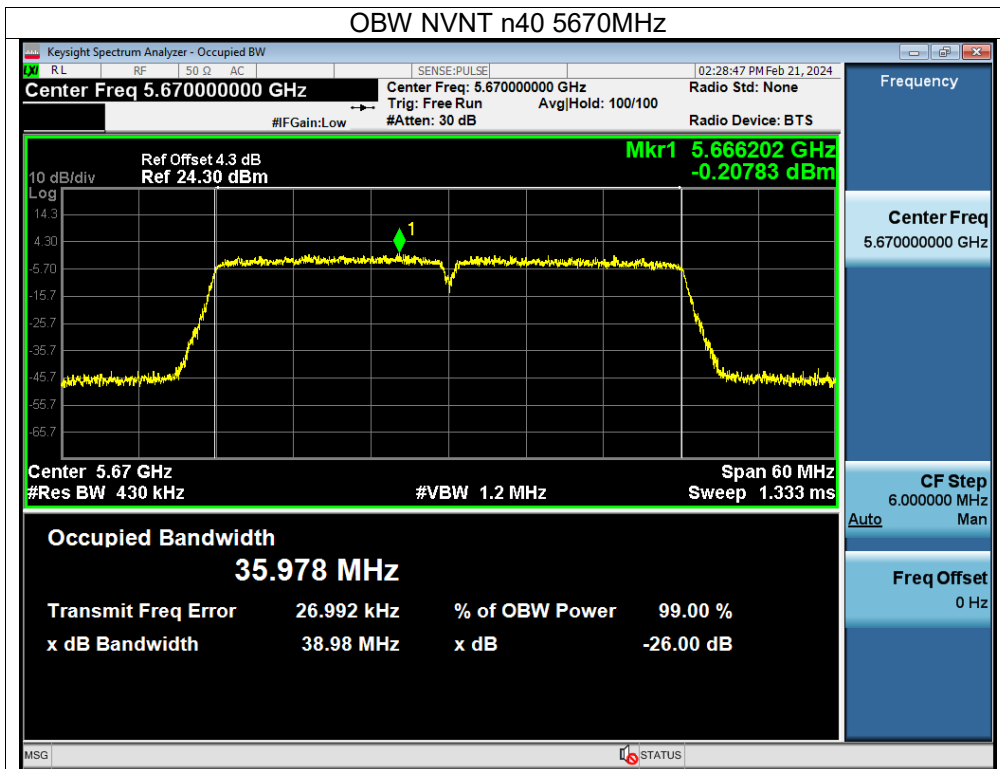 OBW NVNT n40 5670MHz
Keysight Spectrum Analyzer - Occupied BW
LXI RL RF 50 Ω AC SENSE:PULSE 02:28:47 PM Feb 21, 2024
Center Freq 5.670000000 GHz
Center Freq: 5.670000000 GHz Radio Std: None
Trig: Free Run Avg|Hold: 100/100
#IFGain:Low #Atten: 30 dB Radio Device: BTS
Mkr1 5.666202 GHz
-0.20783 dBm
Ref Offset 4.3 dB
10 dB/div Ref 24.30 dBm
Log
14.3
4.30
-5.70
-15.7
-25.7
-35.7
-45.7
-55.7
-65.7
1
Center 5.67 GHz Span 60 MHz
#Res BW 430 kHz #VBW 1.2 MHz Sweep 1.333 ms
Occupied Bandwidth
35.978 MHz
Transmit Freq Error 26.992 kHz % of OBW Power 99.00 %
x dB Bandwidth 38.98 MHz x dB -26.00 dB
MSG STATUS
Frequency
Center Freq
5.670000000 GHz
CF Step
6.000000 MHz
Auto Man
Freq Offset
0 Hz